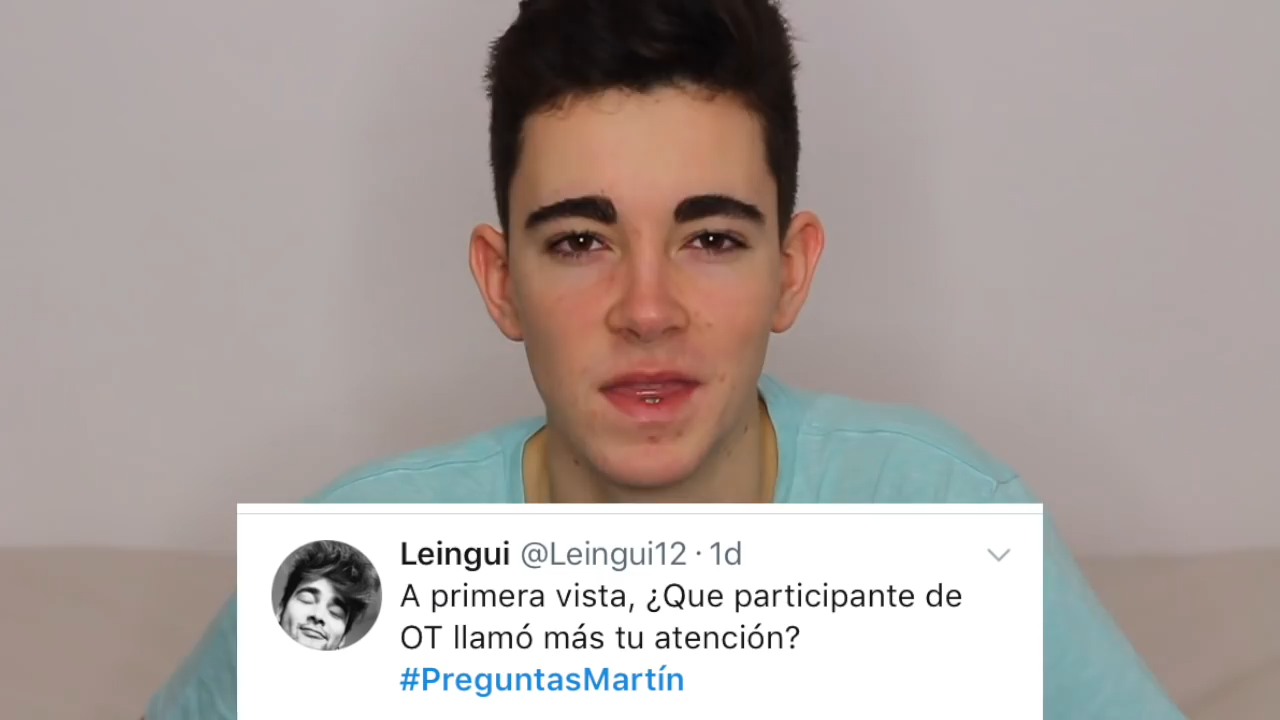 Leingui @Leingui12 · 1d
A primera vista, ¿Que participante de
OT llamó más tu atención?
#PreguntasMartín